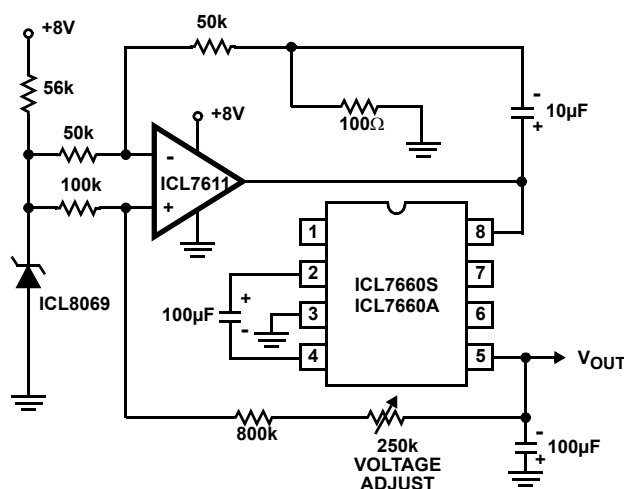 +8V
50k
56k
+8V
100Ω
-
10µF
+
50k
-
100k
ICL7611
+
ICL8069
1
2
3
4
8
7
6
5
ICL7660S
ICL7660A
100µF
+
-
VOUT
800k
250k
VOLTAGE
ADJUST
-
100µF
+